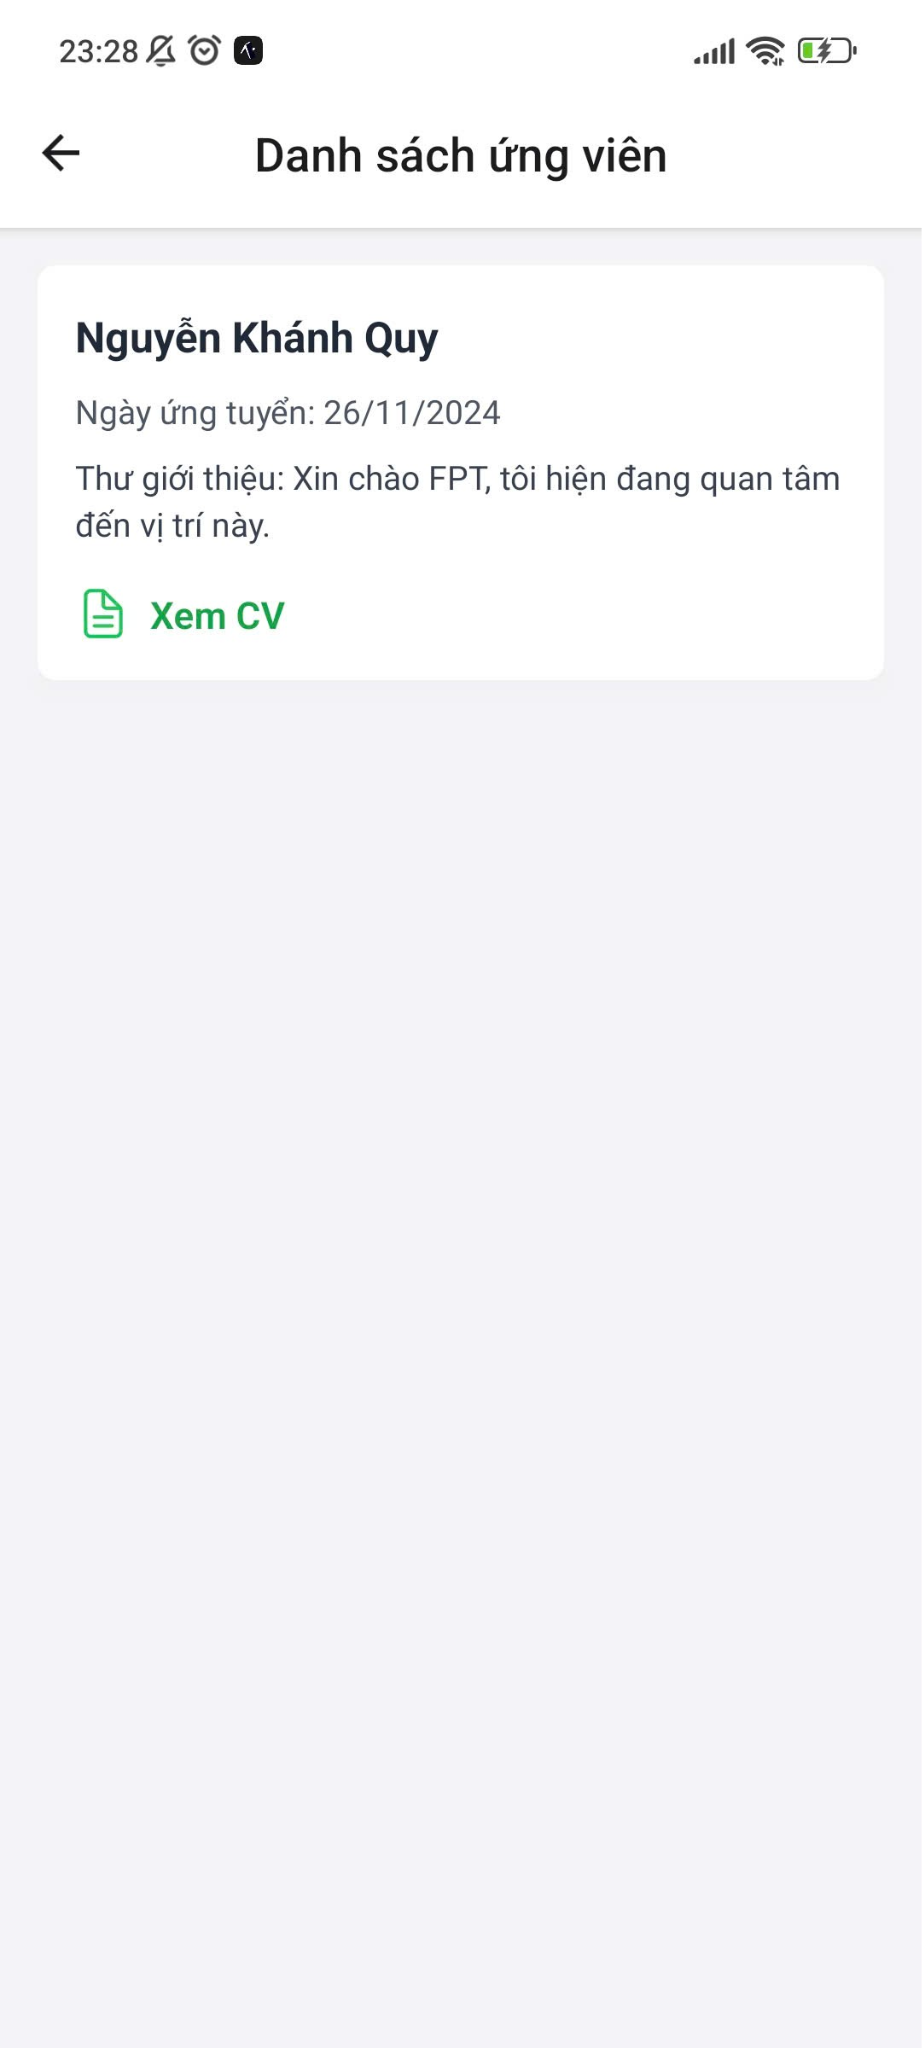 23:28
Danh sách ứng viên
Nguyễn Khánh Quy
Ngày ứng tuyển: 26/11/2024
Thư giới thiệu: Xin chào FPT, tôi hiện đang quan tâm
đến vị trí này.
Xem CV